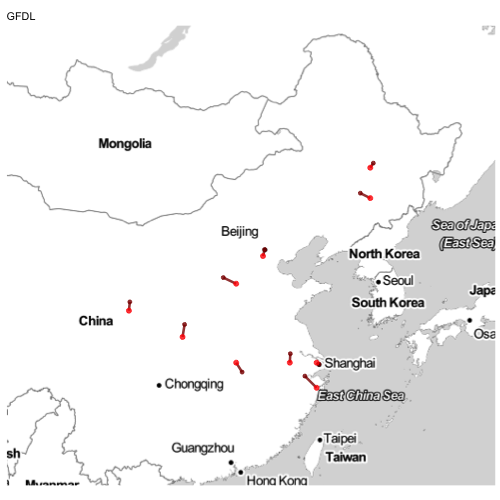 GFDL
Mongolia
Sea of Japa
(East Sea)
Beijing
North Korea
Seoul
Japa
South Korea
China
Osa
Shanghai
Chongqing
East China Sea
Taipei
Guangzhou
sh
Taiwan
Myanmar
Hong Kong